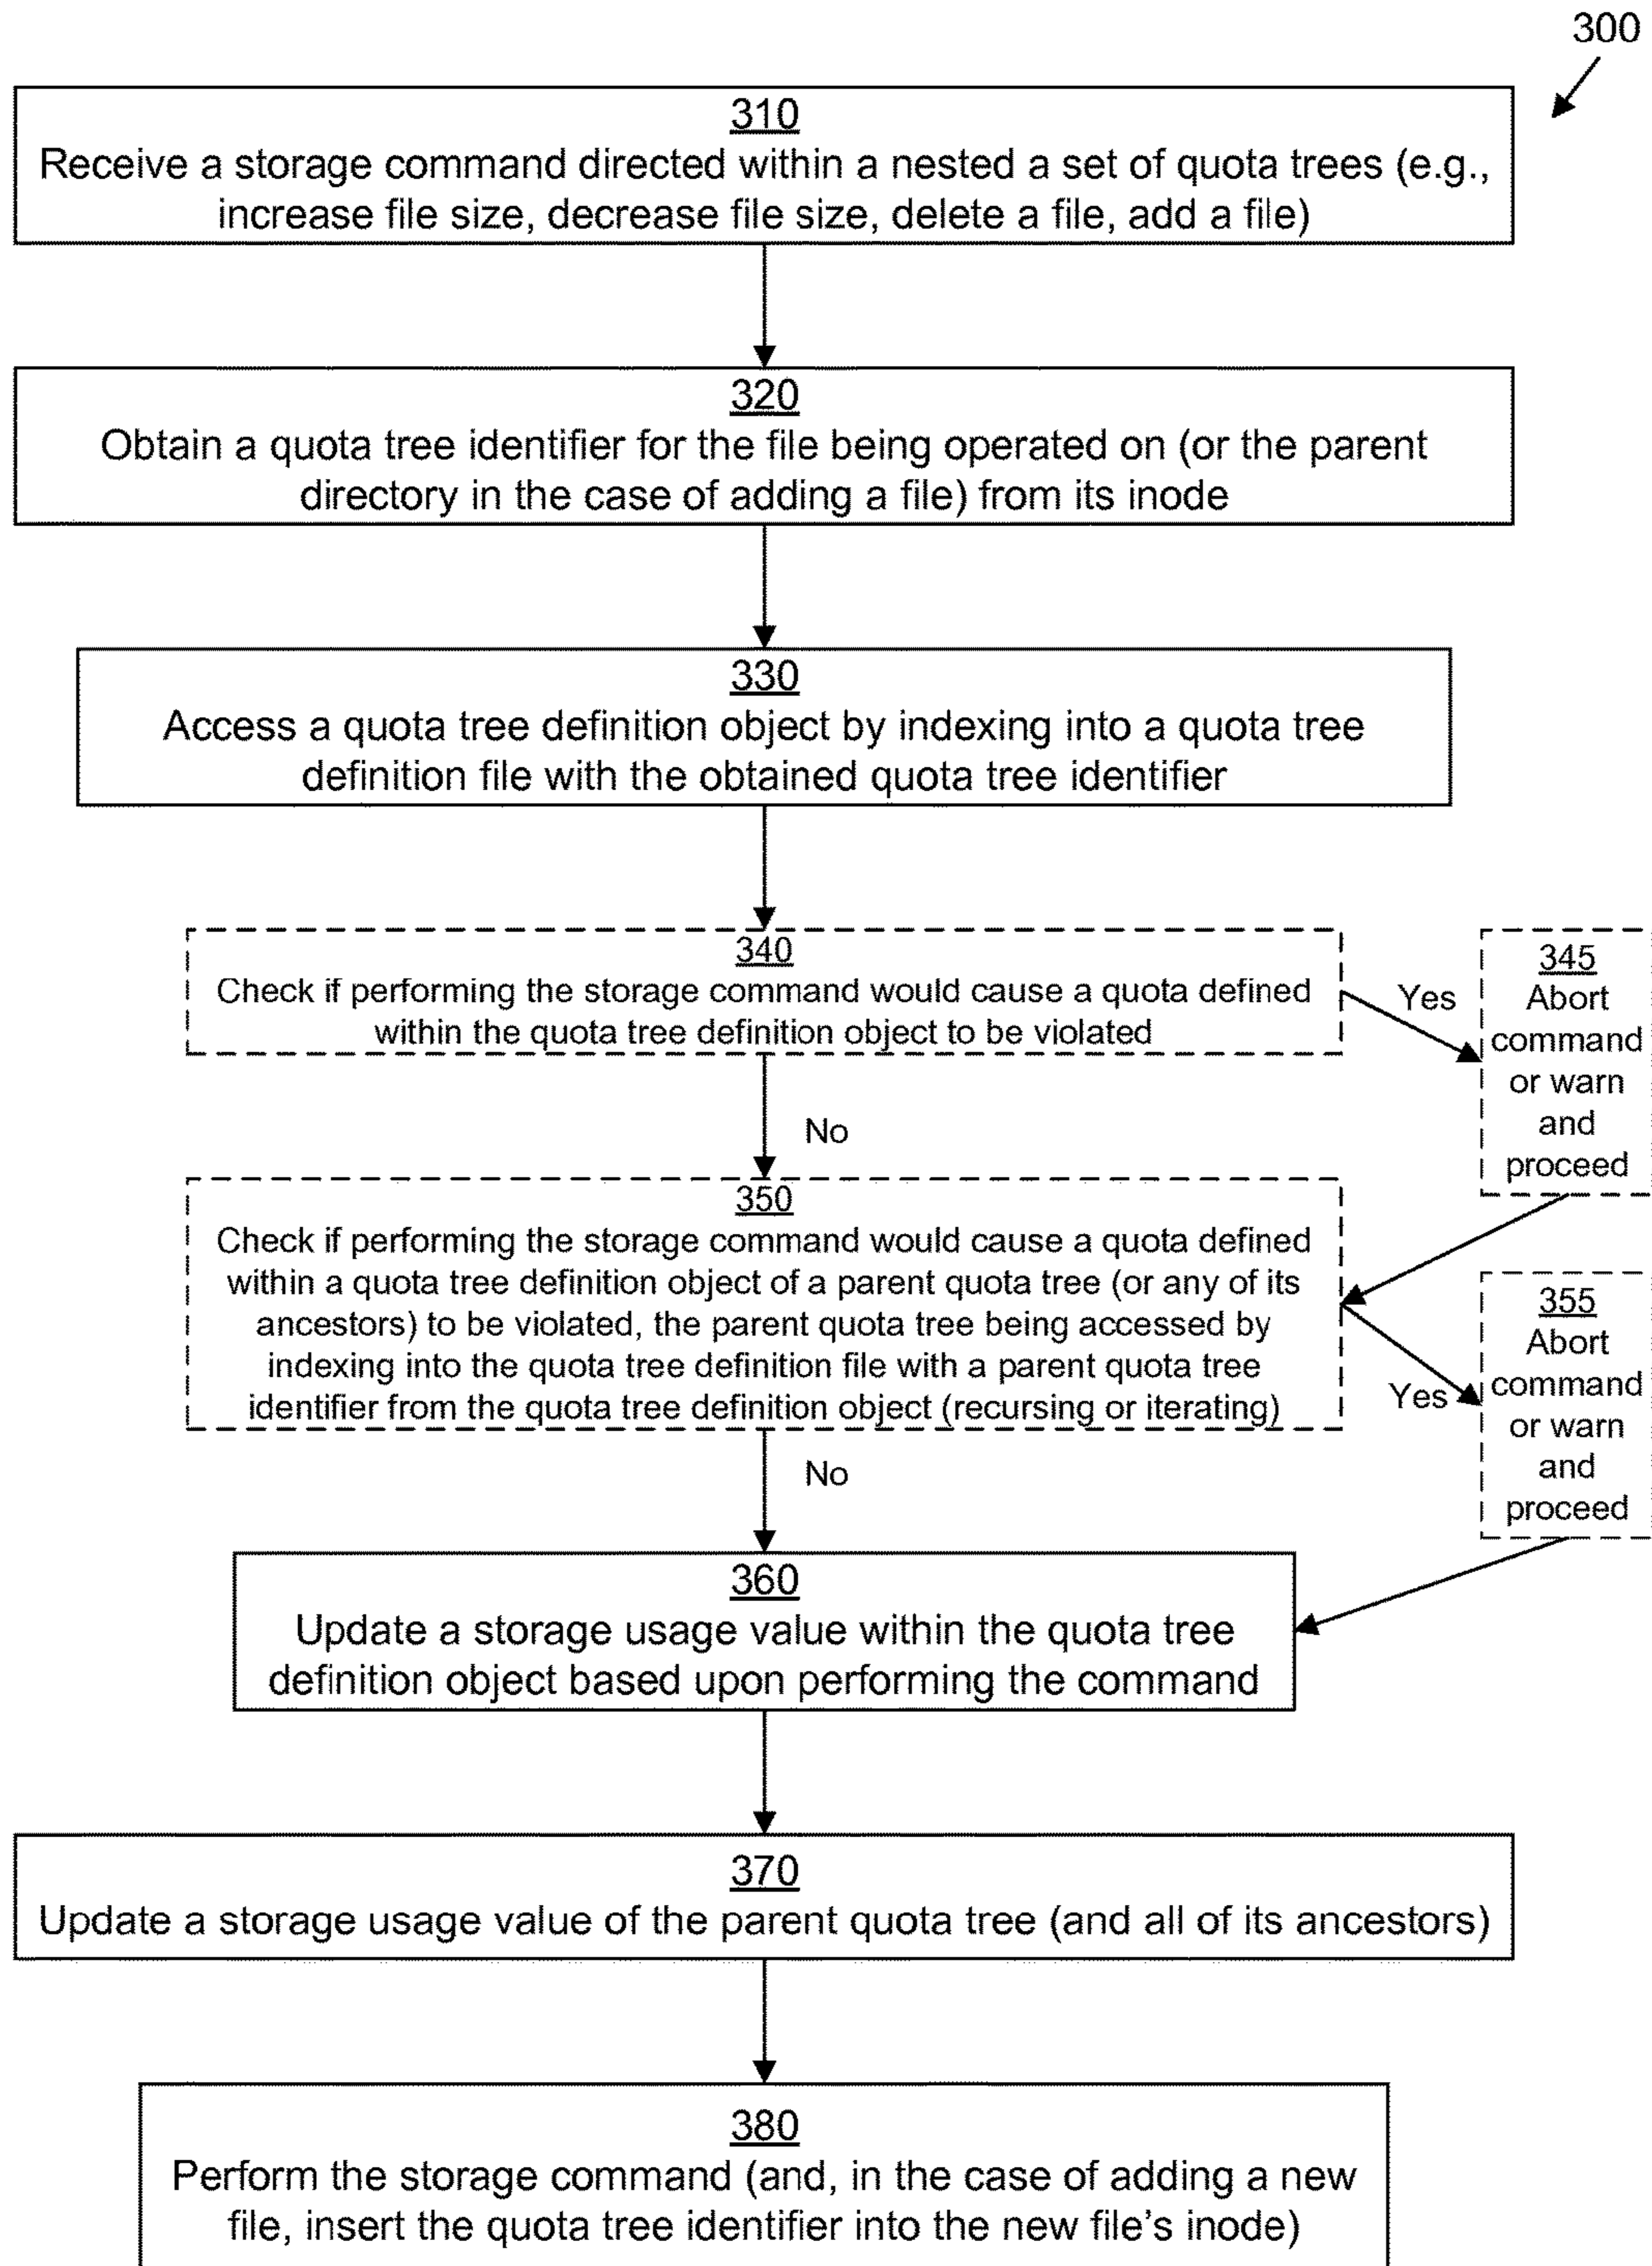 300
310
Receive a storage command directed within a nested a set of quota trees (e.g.,
increase file size, decrease file size, delete a file, add a file)
320
Obtain a quota tree identifier for the file being operated on (or the parent
directory in the case of adding a file) from its inode
330
Access a quota tree definition object by indexing into a quota tree
definition file with the obtained quota tree identifier
340
Check if performing the storage command would cause a quota defined
within the quota tree definition object to be violated
Yes
345
Abort
command
or warn
and
proceed
No
350
Check if performing the storage command would cause a quota defined
within a quota tree definition object of a parent quota tree (or any of its
ancestors) to be violated, the parent quota tree being accessed by
indexing into the quota tree definition file with a parent quota tree
identifier from the quota tree definition object (recursing or iterating)
Yes
355
Abort
command
or warn
and
proceed
No
360
Update a storage usage value within the quota tree
definition object based upon performing the command
370
Update a storage usage value of the parent quota tree (and all of its ancestors)
380
Perform the storage command (and, in the case of adding a new
file, insert the quota tree identifier into the new file's inode)